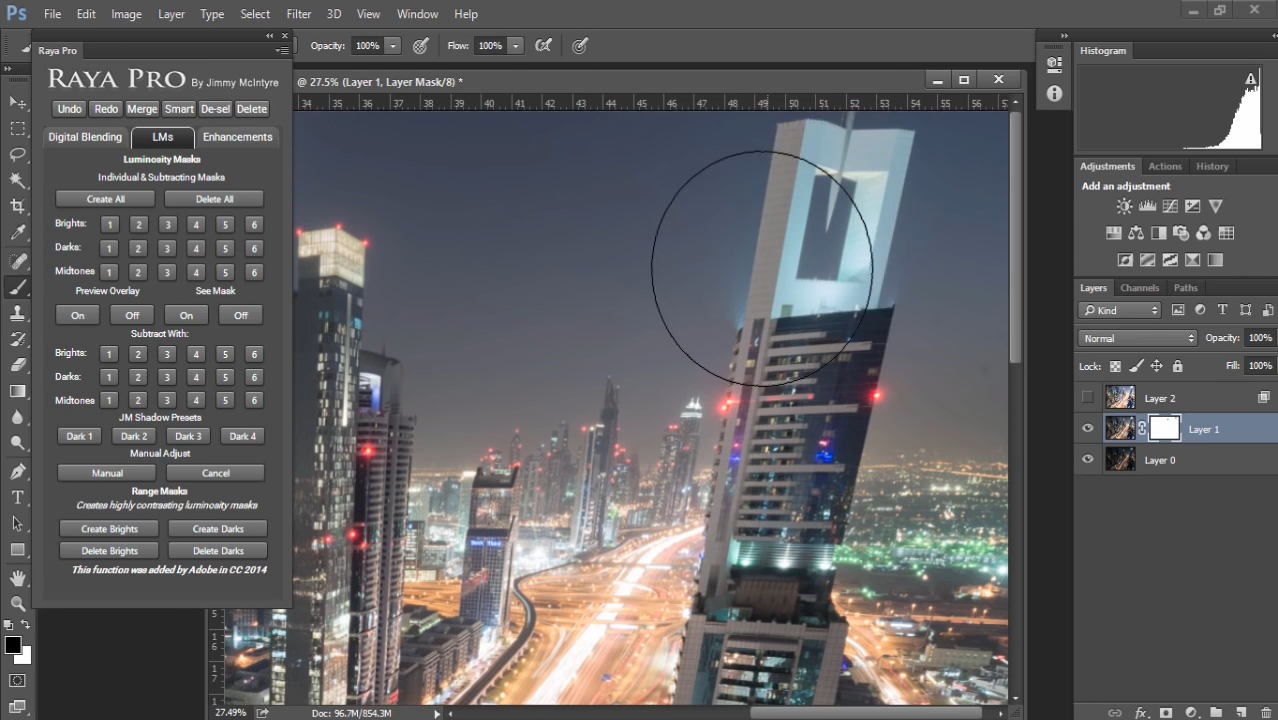 Ps File Edit Image Layer Type Select Filter 3D View Window Help
Opacity: 100% Flow: 100%
Raya Pro
RAYA PRO By Jimmy McIntyre
Undo Redo Merge Smart De-sel Delete
Digital Blending LMs Enhancements
Luminosity Masks
Individual & Subtracting Masks
Create All Delete All
Brights: 1 2 3 4 5 6
Darks: 1 2 3 4 5 6
Midtones 1 2 3 4 5 6
Preview Overlay See Mask
On Off On Off
Subtract With:
Brights: 1 2 3 4 5 6
Darks: 1 2 3 4 5 6
Midtones 1 2 3 4 5 6
JM Shadow Presets
Dark 1 Dark 2 Dark 3 Dark 4
Manual Adjust
Manual Cancel
Range Masks
Creates highly contrasting luminosity masks
Create Brights Create Darks
Delete Brights Delete Darks
This function was added by Adobe in CC 2014
@ 27.5% (Layer 1, Layer Mask/8) *
34 35 36 37 38 39 40 41 42 43 44 45 46 47 48 49 50 51 52 53 54 55 56
5
1
6
1
7
1
27.49% Doc: 96.7M/854.3M
Histogram
Adjustments Actions History
Add an adjustment
Layers Channels Paths
Kind
Normal Opacity: 100%
Lock: Fill: 100%
Layer 2
Layer 1
Layer 0
fx